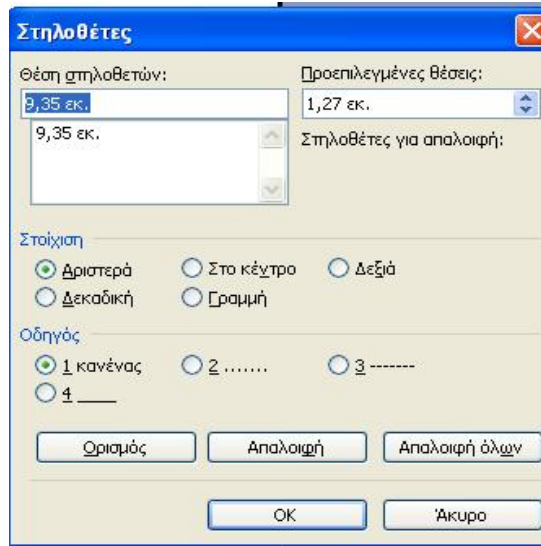 Στηλοθέτες
Θέση στηλοθετών: Προεπιλεγμένες θέσεις:
9,35 εκ. 1,27 εκ.
9,35 εκ. Στηλοθέτες για απαλοιφή:
Στοίχιση
Αριστερά Στο κέντρο Δεξιά
Δεκαδική Γραμμή
Οδηγός
1 κανένας 2 ....... 3 -------
4 ____
Ορισμός Απαλοιφή Απαλοιφή όλων
OK Άκυρο